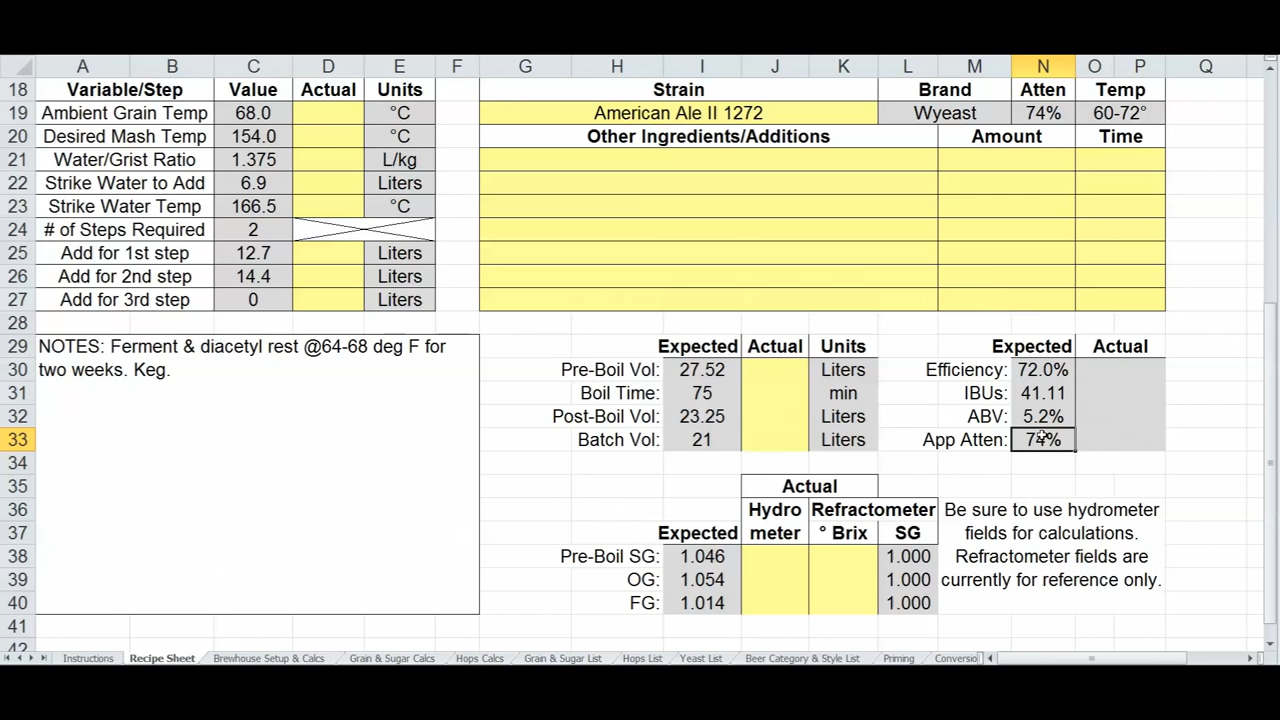 A B C D E F G H I J K L M N O P Q
18 Variable/Step Value Actual Units Strain Brand Atten Temp
19 Ambient Grain Temp 68.0 °C American Ale II 1272 Wyeast 74% 60-72°
20 Desired Mash Temp 154.0 °C Other Ingredients/Additions Amount Time
21 Water/Grist Ratio 1.375 L/kg
22 Strike Water to Add 6.9 Liters
23 Strike Water Temp 166.5 °C
24 # of Steps Required 2
25 Add for 1st step 12.7 Liters
26 Add for 2nd step 14.4 Liters
27 Add for 3rd step 0 Liters
28
29 NOTES: Ferment & diacetyl rest @64-68 deg F for Expected Actual Units Expected Actual
30 two weeks. Keg. Pre-Boil Vol: 27.52 Liters Efficiency: 72.0%
31 Boil Time: 75 min IBUs: 41.11
32 Post-Boil Vol: 23.25 Liters ABV: 5.2%
33 Batch Vol: 21 Liters App Atten: 74%
34
35 Actual
36 Hydro Refractometer Be sure to use hydrometer
37 Expected meter ° Brix SG fields for calculations.
38 Pre-Boil SG: 1.046 1.000 Refractometer fields are
39 OG: 1.054 1.000 currently for reference only.
40 FG: 1.014 1.000
41
42
Instructions Recipe Sheet Brewhouse Setup & Calcs Grain & Sugar Calcs Hops Calcs Grain & Sugar List Hops List Yeast List Beer Category & Style List Priming Conversio